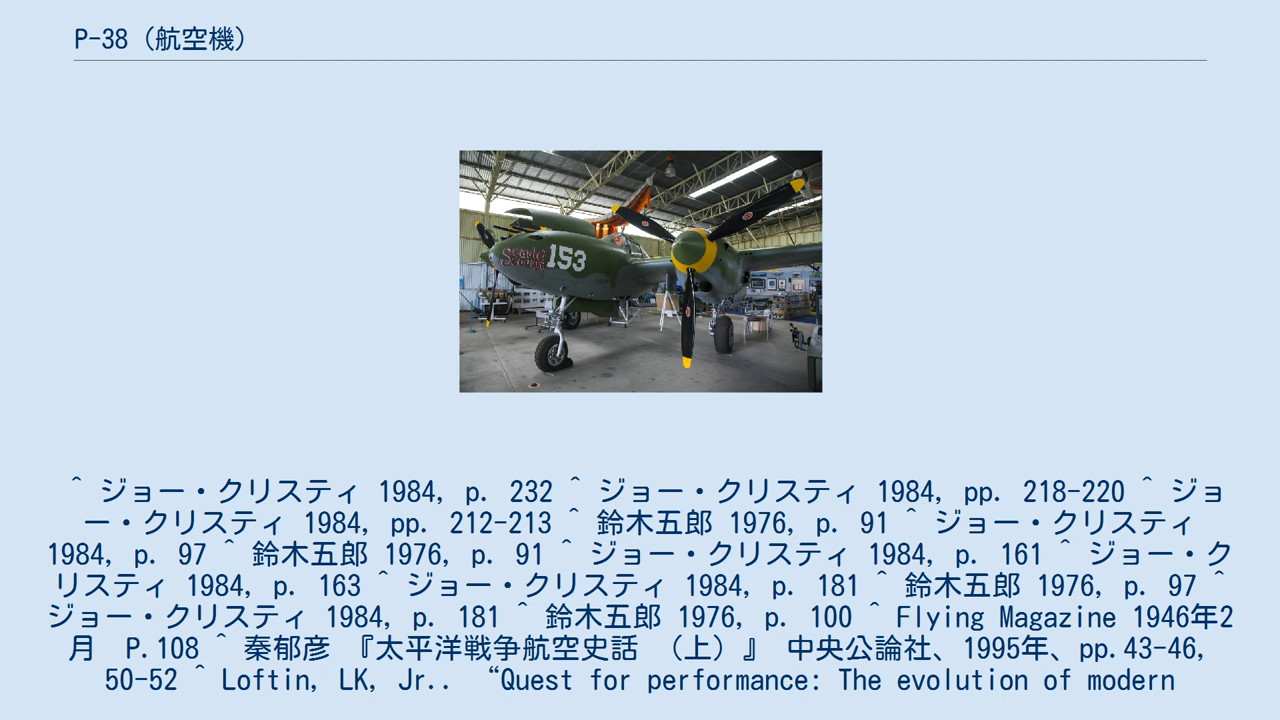 P-38（航空機）
153
^ ジョー・クリスティ 1984, p. 232 ^ ジョー・クリスティ 1984, pp. 218-220 ^ ジョ
ー・クリスティ 1984, pp. 212-213 ^ 鈴木五郎 1976, p. 91 ^ ジョー・クリスティ
1984, p. 97 ^ 鈴木五郎 1976, p. 91 ^ ジョー・クリスティ 1984, p. 161 ^ ジョー・ク
リスティ 1984, p. 163 ^ ジョー・クリスティ 1984, p. 181 ^ 鈴木五郎 1976, p. 97 ^
ジョー・クリスティ 1984, p. 181 ^ 鈴木五郎 1976, p. 100 ^ Flying Magazine 1946年2
月 P.108 ^ 秦郁彦 『太平洋戦争航空史話 （上）』 中央公論社、1995年、pp.43-46,
50-52 ^ Loftin, LK, Jr.. “Quest for performance: The evolution of modern